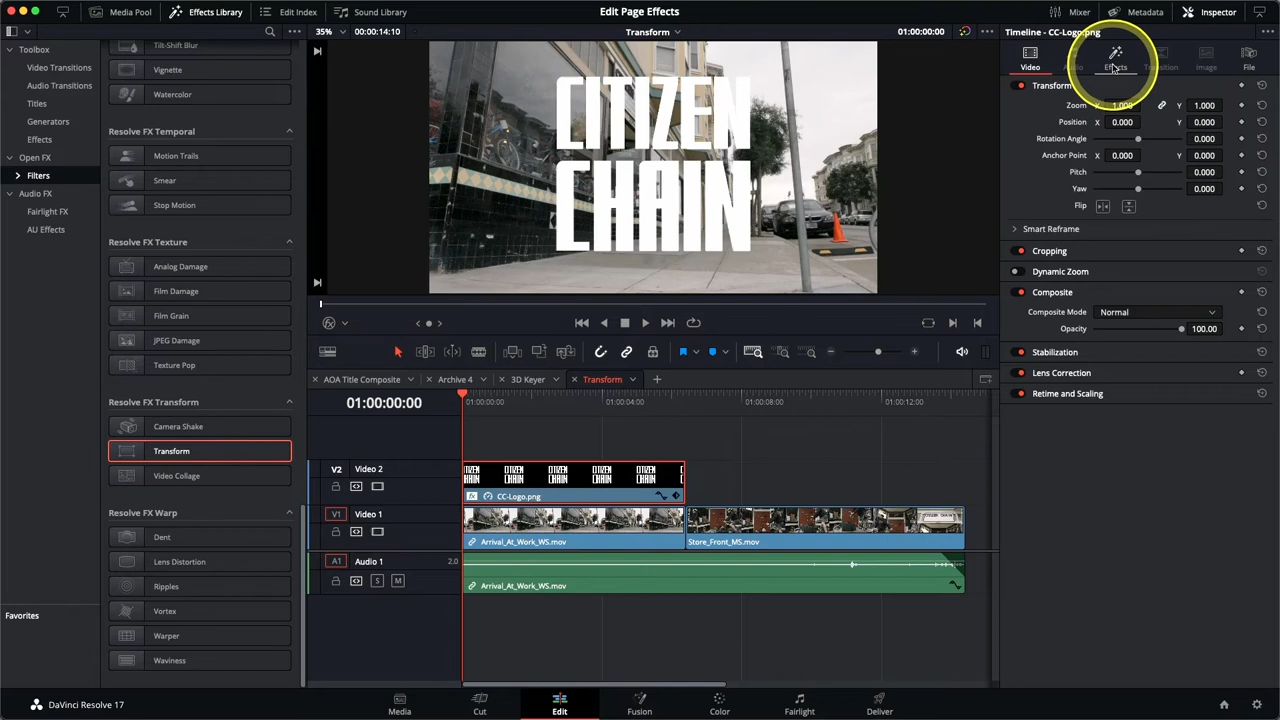 Media Pool
Effects Library
Edit Index
Sound Library
Edit Page Effects
Mixer
Metadata
Inspector
35%
Transform
01:00:00:00
Timeline - CC-Logo.png
Toolbox
Video Transitions
Audio Transitions
Titles
Generators
Effects
Open FX
Filters
Audio FX
Fairlight FX
AU Effects
Favorites
Tilt-Shift Blur
Vignette
Watercolor
Resolve FX Temporal
Motion Trails
Smear
Stop Motion
Resolve FX Texture
Analog Damage
Film Damage
Film Grain
JPEG Damage
Texture Pop
Resolve FX Transform
Camera Shake
Transform
Video Collage
Resolve FX Warp
Dent
Lens Distortion
Ripples
Vortex
Warper
Waviness
CITIZEN
CHAIN
Video
Audio
Effects
Transition
Image
File
Transform
Zoom X 1.000 Y 1.000
Position X 0.000 Y 0.000
Rotation Angle 0.000
Anchor Point X 0.000 Y 0.000
Pitch 0.000
Yaw 0.000
Flip
Smart Reframe
Cropping
Dynamic Zoom
Composite
Composite Mode Normal
Opacity 100.00
Stabilization
Lens Correction
Retime and Scaling
AOA Title Composite
Archive 4
3D Keyer
Transform
01:00:00:00
01:00:00:00
01:00:04:00
01:00:08:00
01:00:12:00
V2 Video 2
CC-Logo.png
V1 Video 1
Arrival_At_Work_WS.mov
Store_Front_MS.mov
A1 Audio 1 2.0
S M
Arrival_At_Work_WS.mov
DaVinci Resolve 17
Media
Cut
Edit
Fusion
Color
Fairlight
Deliver